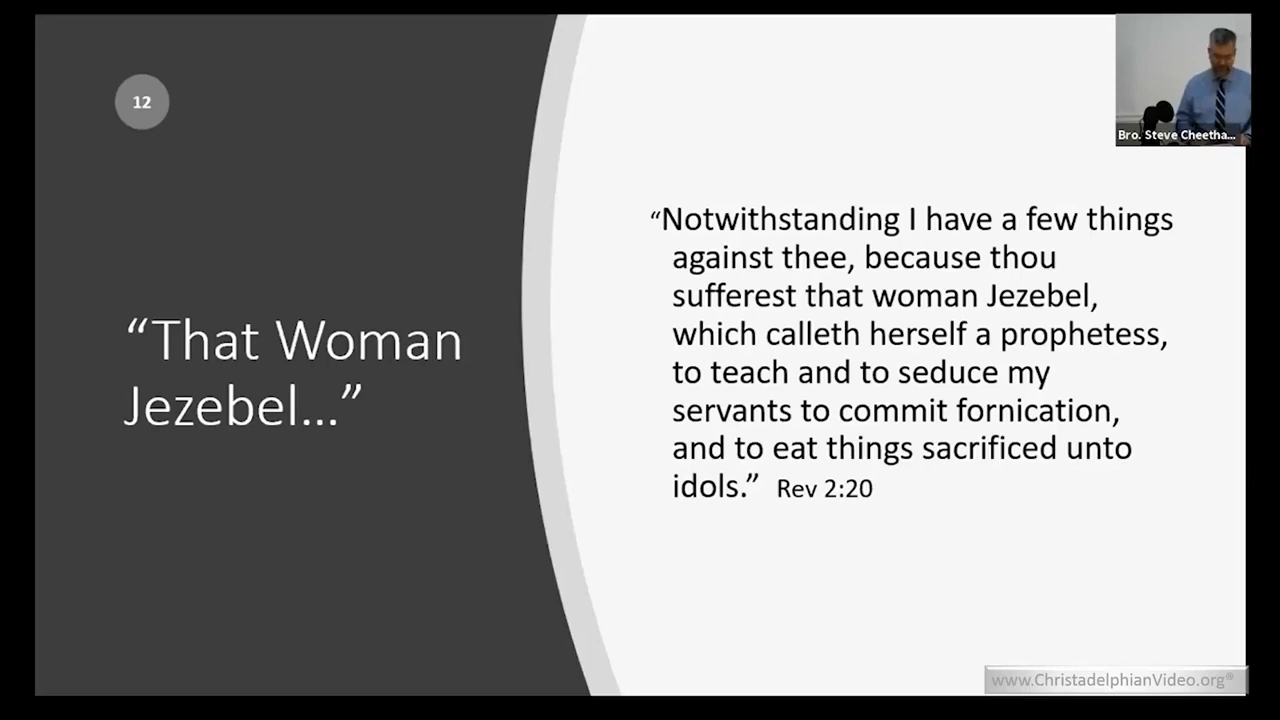 12
Bro. Steve Cheetha...
“That Woman
Jezebel...”
“Notwithstanding I have a few things
against thee, because thou
sufferest that woman Jezebel,
which calleth herself a prophetess,
to teach and to seduce my
servants to commit fornication,
and to eat things sacrificed unto
idols.” Rev 2:20
www.ChristadelphianVideo.org®